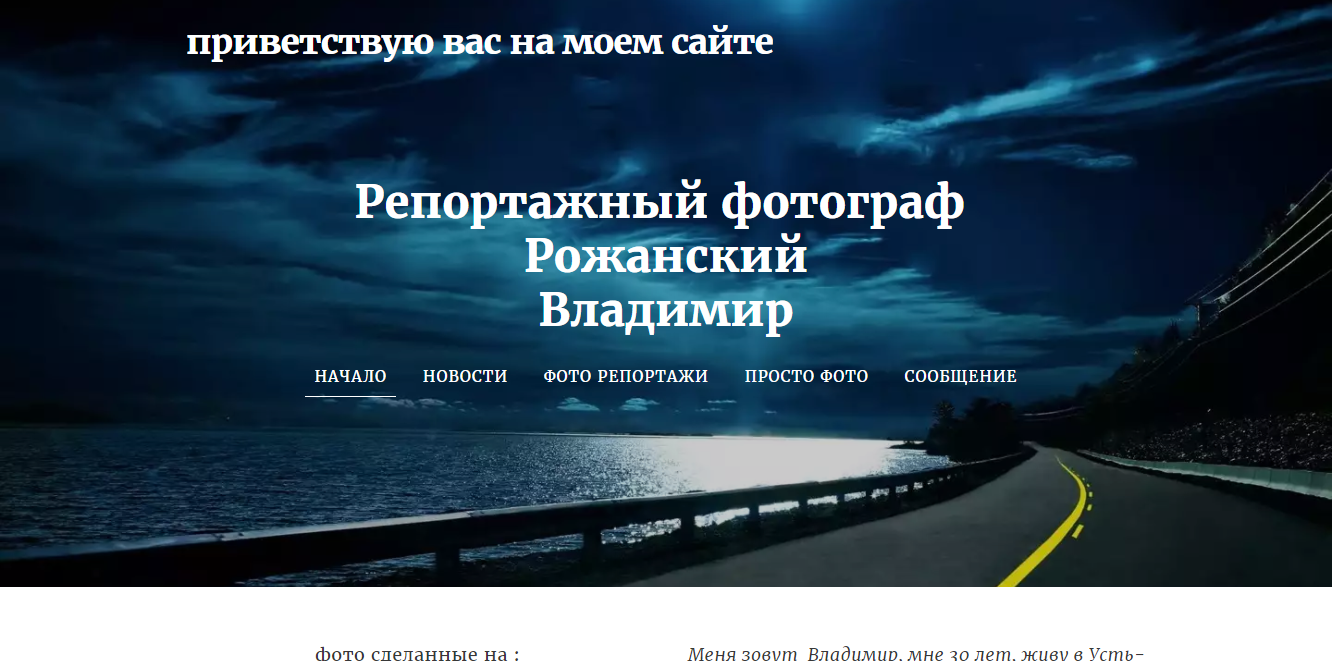 приветствую вас на моем сайте
Репортажный фотограф
Рожанский
Владимир
НАЧАЛО НОВОСТИ ФОТО РЕПОРТАЖИ ПРОСТО ФОТО СООБЩЕНИЕ
фото сделанные на : Меня зовут Владимир, мне 30 лет, живу в Усть-